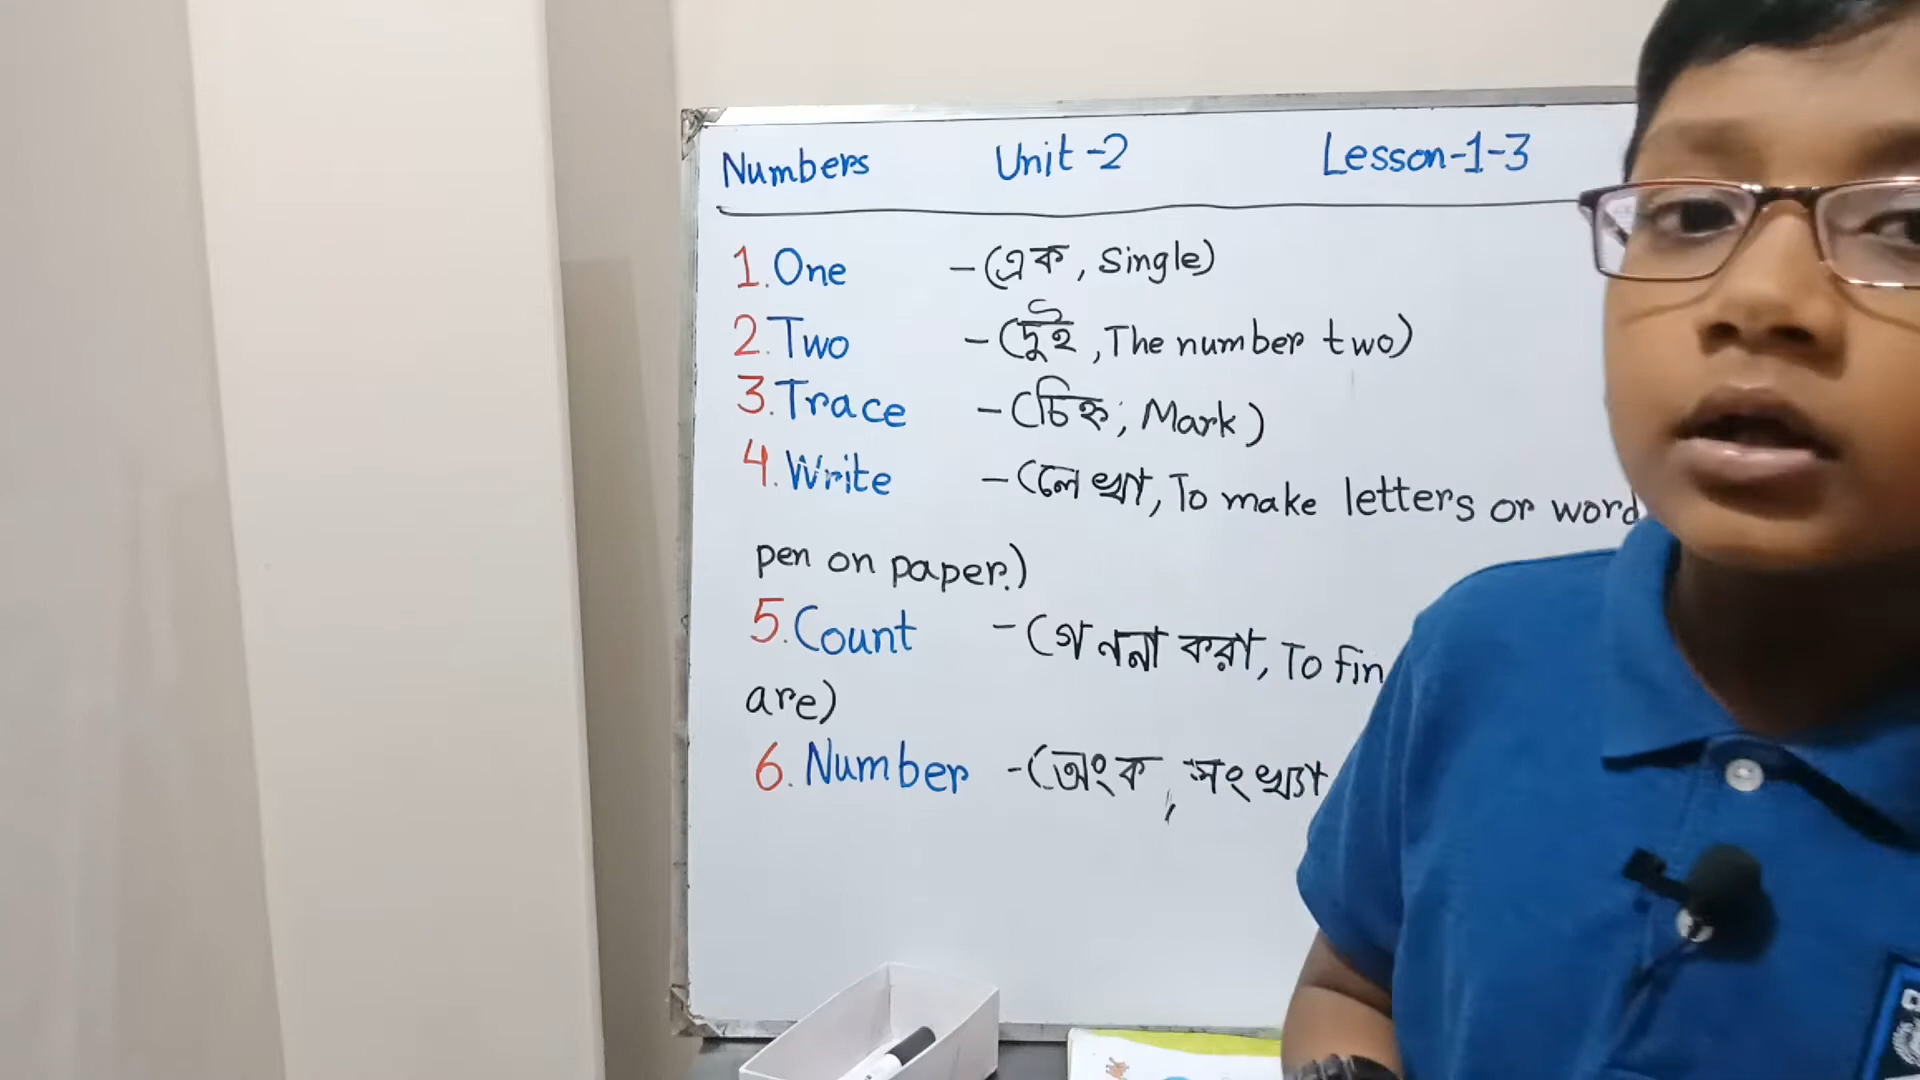 Numbers Unit-2 Lesson-1-3
1. One - (এক, Single)
2. Two - (দুই, The number two)
3. Trace - (চিহ্ন, Mark)
4. Write - (লেখা, To make letters or word
pen on paper.)
5. Count - (গননা করা, To fin
are)
6. Number - (অংক, সংখ্যা